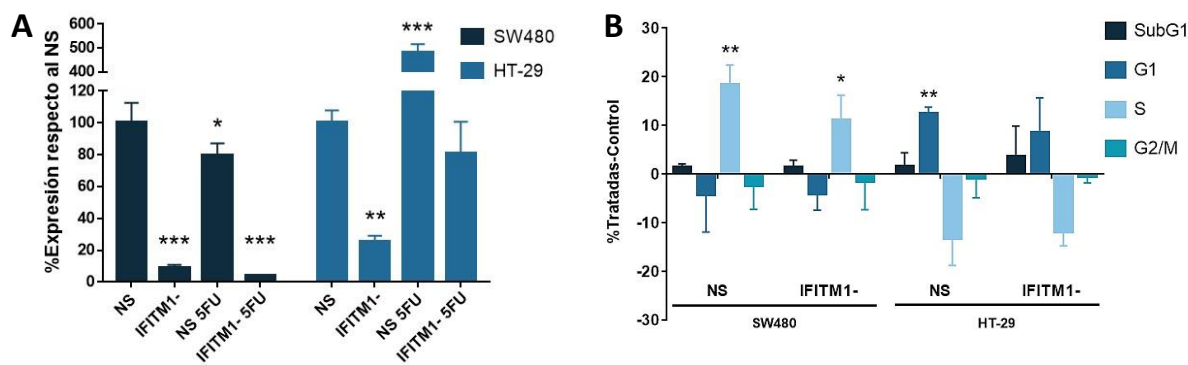 A
%Expresión respecto al NS
600
500
400
120
100
80
60
40
20
0
***
*
***
**
***
NS
IFITM1-
NS 5FU
IFITM1- 5FU
NS
IFITM1-
NS 5FU
IFITM1- 5FU
SW480
HT-29
B
%Tratadas-Control
30
20
10
0
-10
-20
-30
**
*
**
NS
IFITM1-
NS
IFITM1-
SW480
HT-29
SubG1
G1
S
G2/M